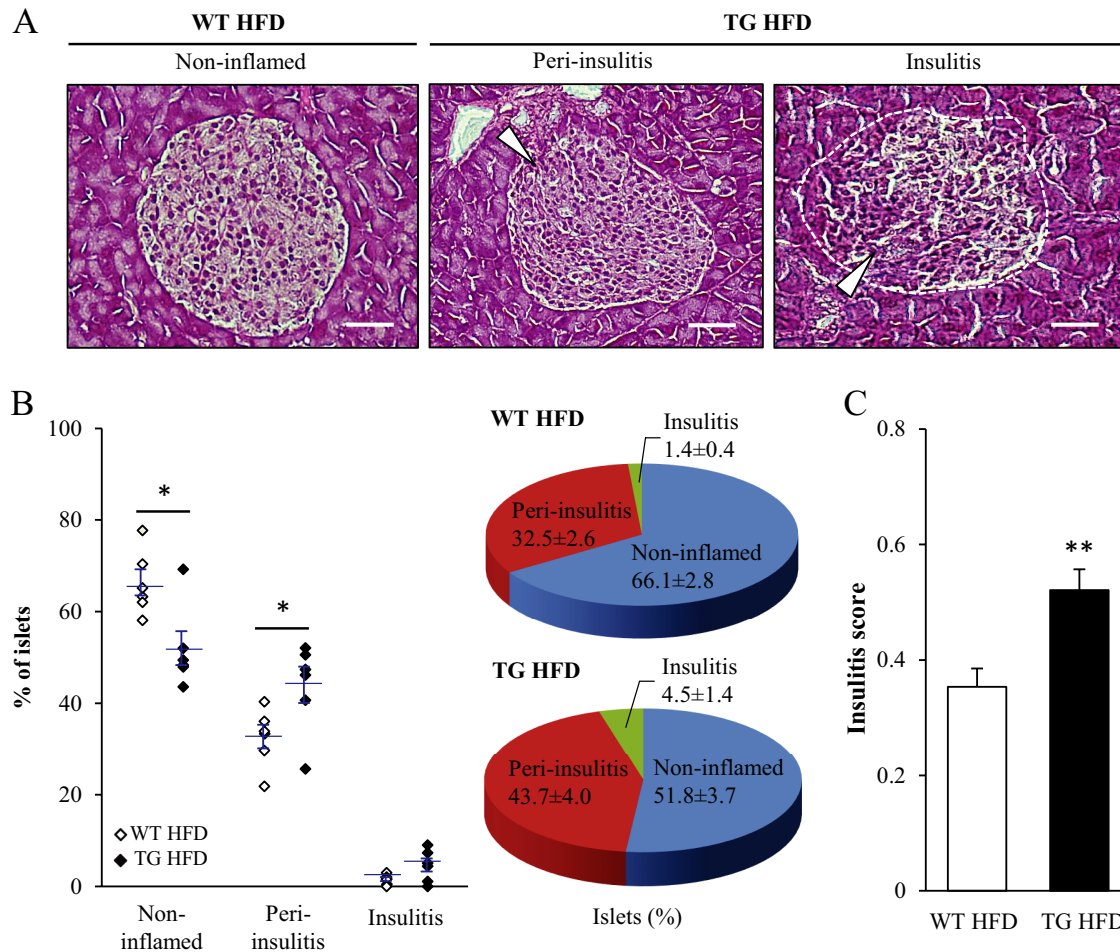 A
WT HFD
TG HFD
Non-inflamed
Peri-insulitis
Insulitis
B
% of islets
100
80
60
40
20
0
*
*
WT HFD
TG HFD
Non-
inflamed
Peri-
insulitis
Insulitis
WT HFD
Insulitis
1.4±0.4
Peri-insulitis
32.5±2.6
Non-inflamed
66.1±2.8
TG HFD
Insulitis
4.5±1.4
Peri-insulitis
43.7±4.0
Non-inflamed
51.8±3.7
Islets (%)
C
Insulitis score
0.8
0.6
0.4
0.2
0
**
WT HFD
TG HFD